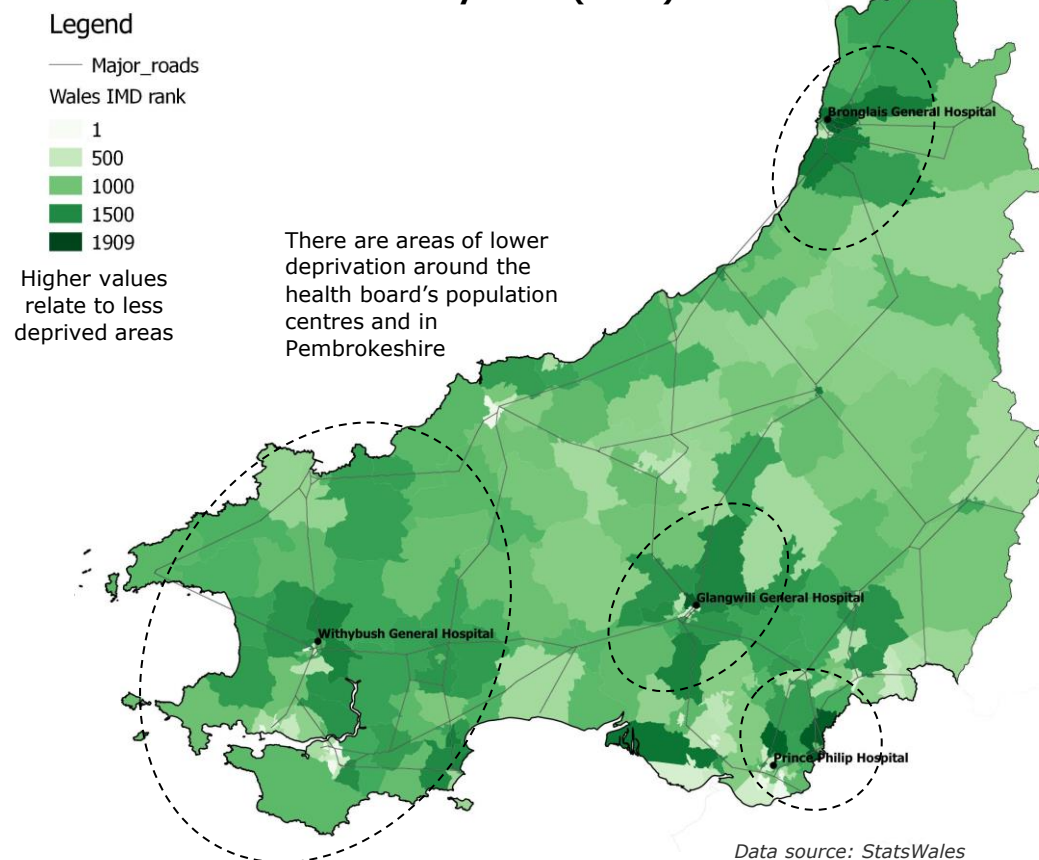 Legend
Major_roads
Wales IMD rank
1
500
1000
1500
1909
Higher values
relate to less
deprived areas
There are areas of lower
deprivation around the
health board’s population
centres and in
Pembrokeshire
Bronglais General Hospital
Glangwili General Hospital
Withybush General Hospital
Prince Philip Hospital
Data source: StatsWales